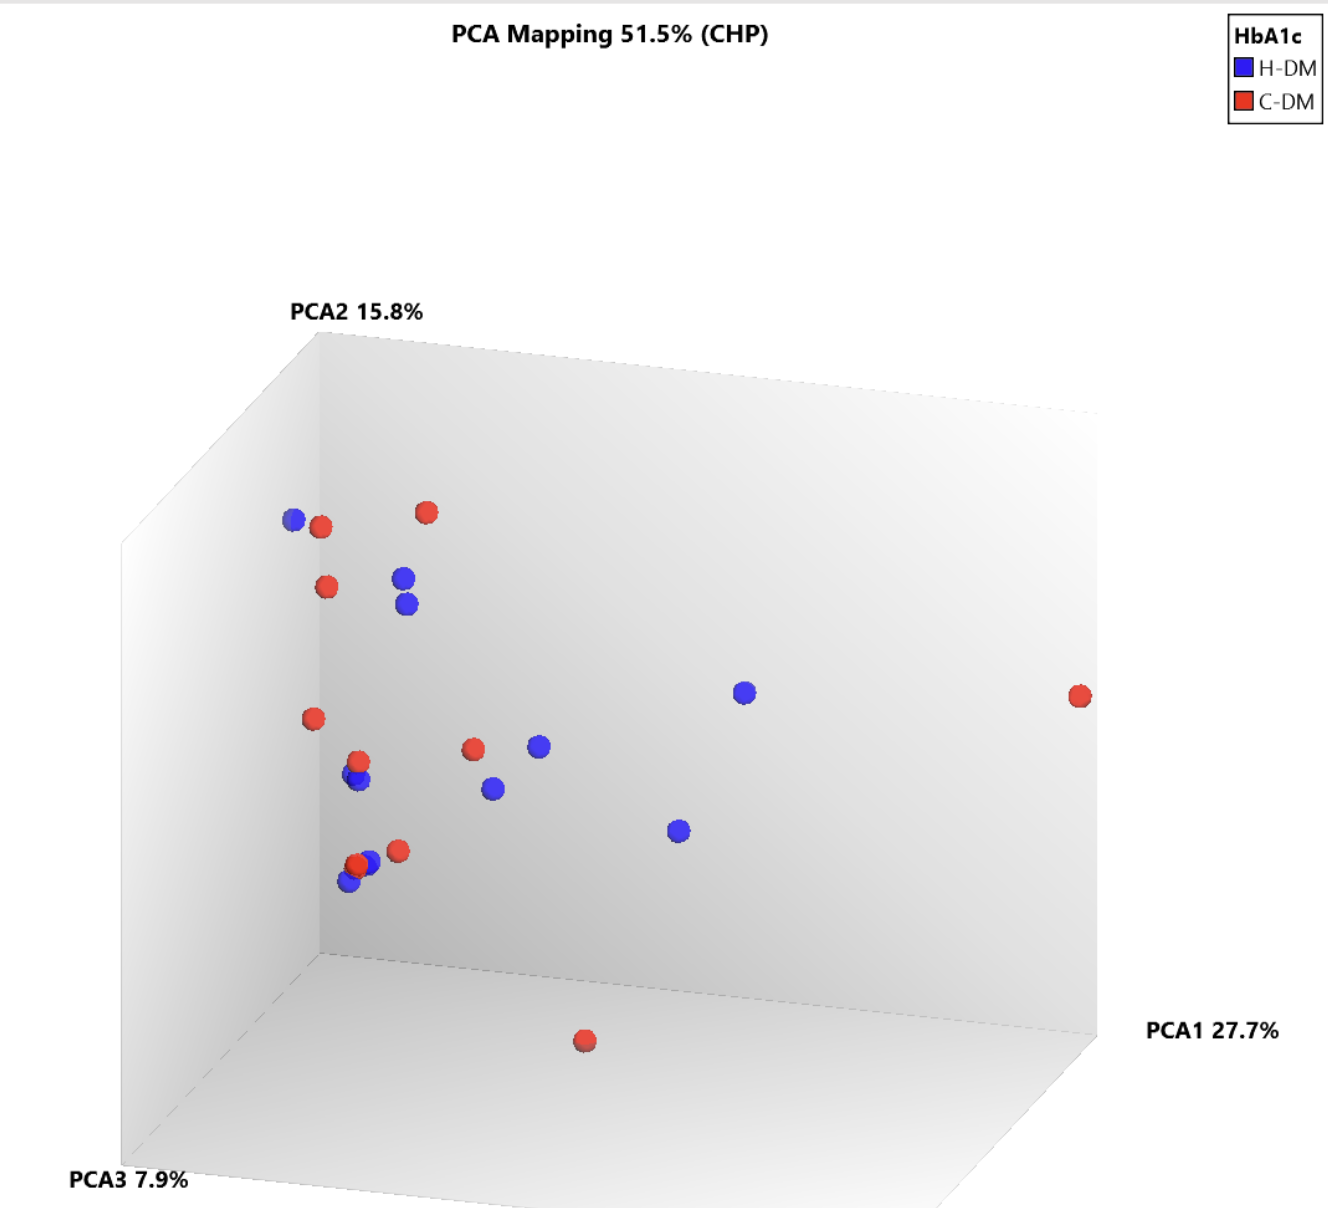 PCA Mapping 51.5% (CHP)
HbA1c
H-DM
C-DM
PCA2 15.8%
PCA1 27.7%
PCA3 7.9%